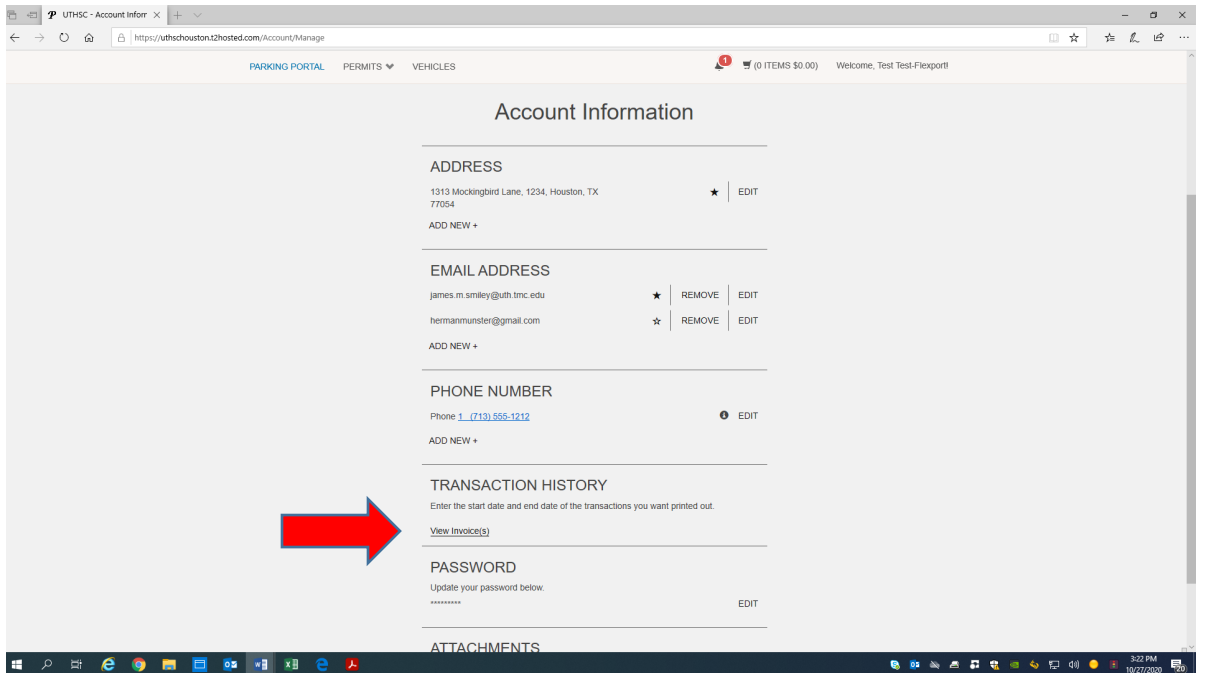 UTHSC - Account Inforr
https://uthschouston.t2hosted.com/Account/Manage
PARKING PORTAL PERMITS VEHICLES 1 (0 ITEMS $0.00) Welcome, Test Test-Flexport!!
Account Information
ADDRESS
1313 Mockingbird Lane, 1234, Houston, TX ★ EDIT
77054
ADD NEW +
EMAIL ADDRESS
james.m.smiley@uth.tmc.edu ★ REMOVE EDIT
hermanmunster@gmail.com ☆ REMOVE EDIT
ADD NEW +
PHONE NUMBER
Phone 1 (713) 555-1212 EDIT
ADD NEW +
TRANSACTION HISTORY
Enter the start date and end date of the transactions you want printed out.
View Invoice(s)
PASSWORD
Update your password below.
********* EDIT
ATTACHMENTS
3:22 PM
10/27/2020
20